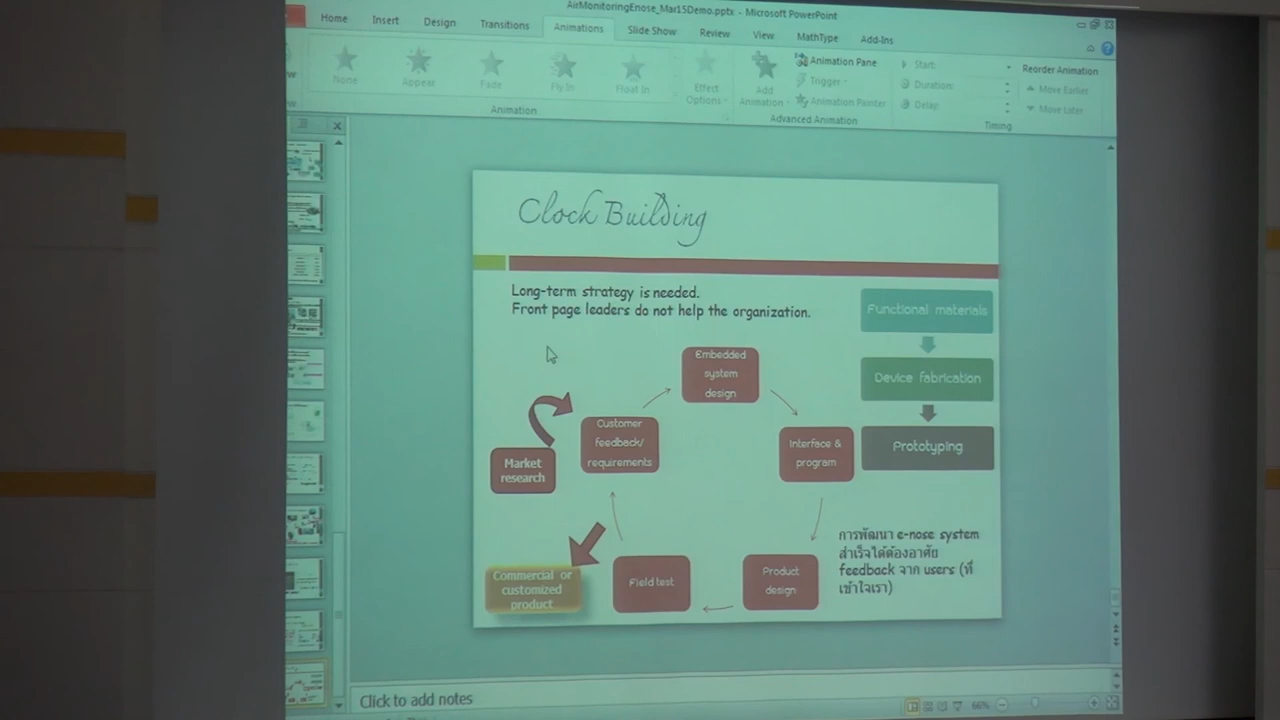 AirMonitoringEnose_Mar15Demo.pptx - Microsoft PowerPoint
Home Insert Design Transitions Animations Slide Show Review View MathType Add-Ins
None Appear Fade Fly In Float In
Effect Options
Add Animation
Animation Pane
Trigger
Animation Painter
Start:
Duration:
Delay:
Reorder Animation
Move Earlier
Move Later
Animation Advanced Animation Timing
Clock Building
Long-term strategy is needed.
Front page leaders do not help the organization.
Functional materials
Device fabrication
Prototyping
Embedded
system
design
Customer
feedback/
requirements
Interface &
program
Market
research
Commercial or
customized
product
Field test
Product
design
การพัฒนา e-nose system
สำเร็จได้ต้องอาศัย
feedback จาก users (ที่
เข้าใจเรา)
Click to add notes
66%